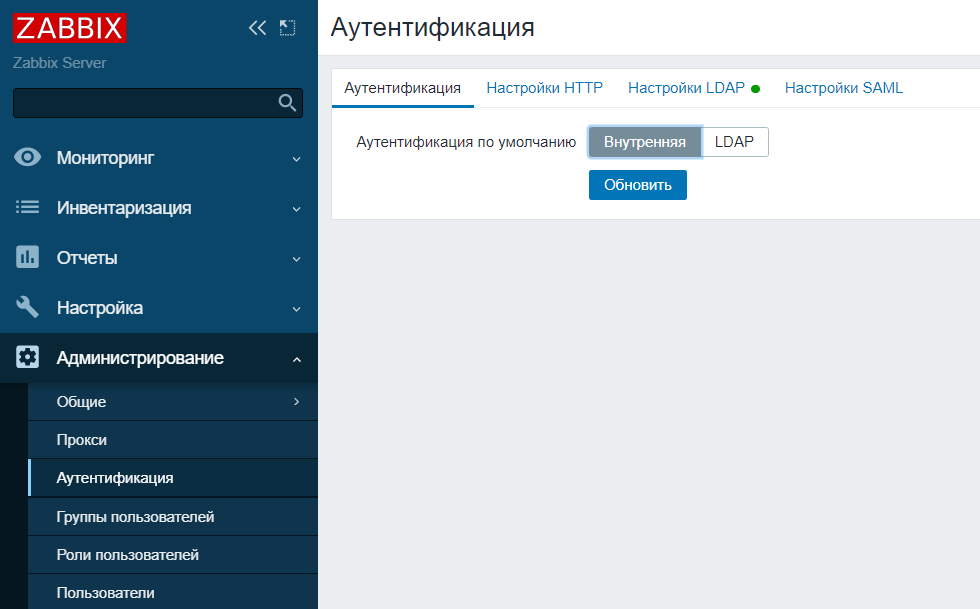 ZABBIX
Zabbix Server
Мониторинг
Инвентаризация
Отчеты
Настройка
Администрирование
Общие
Прокси
Аутентификация
Группы пользователей
Роли пользователей
Пользователи
Аутентификация
Аутентификация Настройки HTTP Настройки LDAP Настройки SAML
Аутентификация по умолчанию Внутренняя LDAP
Обновить